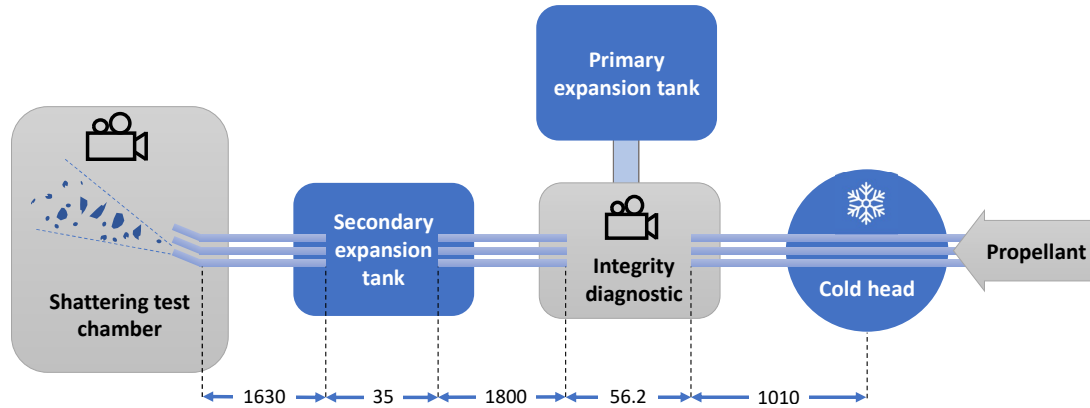 Primary
expansion tank
Secondary
expansion
tank
Integrity
diagnostic
Cold head
Propellant
Shattering test
chamber
1630
35
1800
56.2
1010